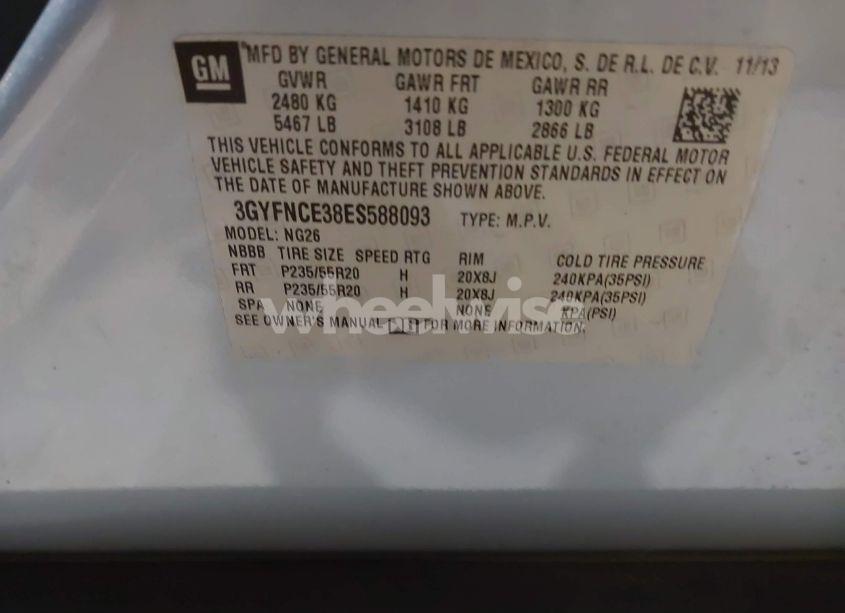 GM
MFD BY GENERAL MOTORS DE MEXICO, S. DE R.L. DE C.V. 11/13
GVWR GAWR FRT GAWR RR
2480 KG 1410 KG 1300 KG
5467 LB 3108 LB 2866 LB
THIS VEHICLE CONFORMS TO ALL APPLICABLE U.S. FEDERAL MOTOR
VEHICLE SAFETY AND THEFT PREVENTION STANDARDS IN EFFECT ON
THE DATE OF MANUFACTURE SHOWN ABOVE.
3GYFNCE38ES588093 TYPE: M.P.V.
MODEL: NG26
NBBB TIRE SIZE SPEED RTG RIM COLD TIRE PRESSURE
FRT P235/55R20 H 20X8J 240KPA(35PSI)
RR P235/55R20 H 20X8J 240KPA(35PSI)
SPA NONE NONE KPA(PSI)
SEE OWNER'S MANUAL FOR MORE INFORMATION.
wheelwise